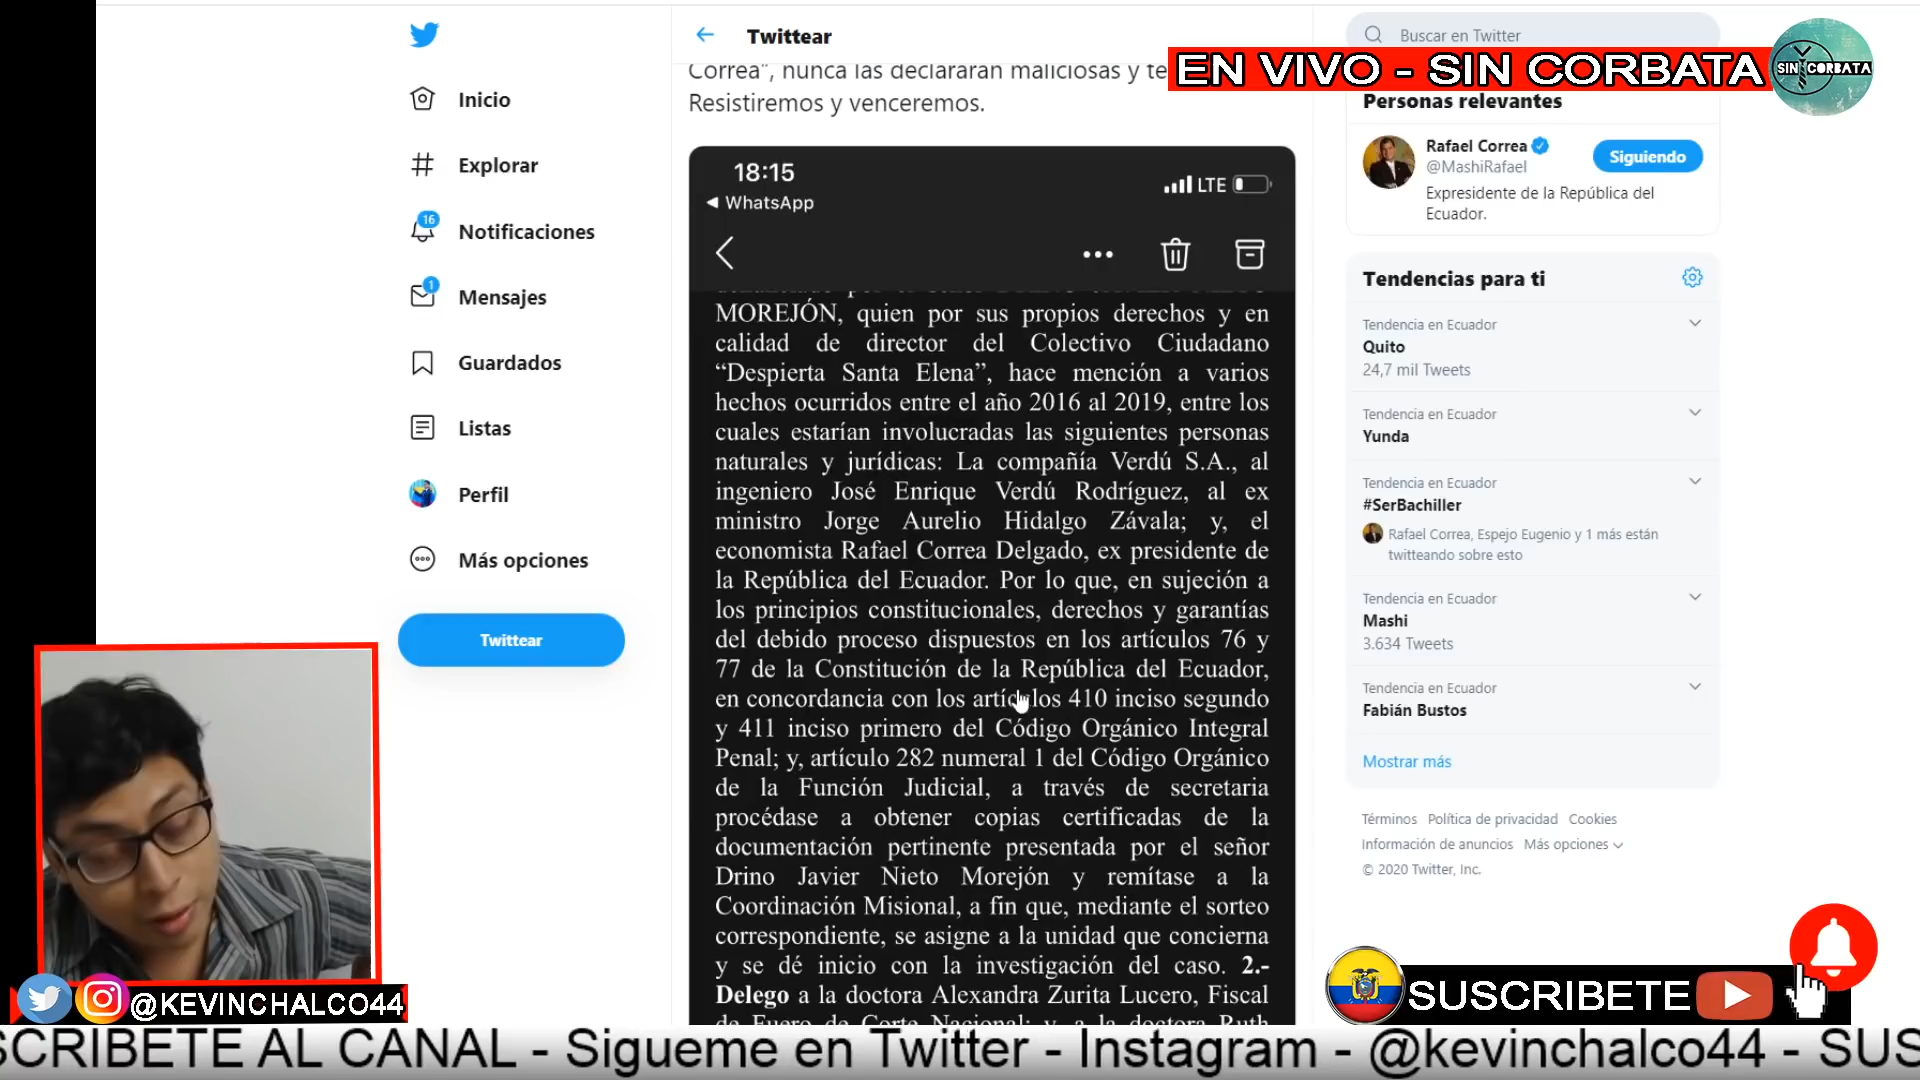 Twittear
Buscar en Twitter
EN VIVO - SIN CORBATA
SIN CORBATA
Inicio
Explorar
16
Notificaciones
1
Mensajes
Guardados
Listas
Perfil
Más opciones
Twittear
Correa”, nunca las declararan maliciosas y
Resistiremos y venceremos.
18:15
LTE
WhatsApp
MOREJÓN, quien por sus propios derechos y en
calidad de director del Colectivo Ciudadano
“Despierta Santa Elena”, hace mención a varios
hechos ocurridos entre el año 2016 al 2019, entre los
cuales estarían involucradas las siguientes personas
naturales y jurídicas: La compañía Verdú S.A., al
ingeniero José Enrique Verdú Rodríguez, al ex
ministro Jorge Aurelio Hidalgo Závala; y, el
economista Rafael Correa Delgado, ex presidente de
la República del Ecuador. Por lo que, en sujeción a
los principios constitucionales, derechos y garantías
del debido proceso dispuestos en los artículos 76 y
77 de la Constitución de la República del Ecuador,
en concordancia con los artículos 410 inciso segundo
y 411 inciso primero del Código Orgánico Integral
Penal; y, artículo 282 numeral 1 del Código Orgánico
de la Función Judicial, a través de secretaria
procédase a obtener copias certificadas de la
documentación pertinente presentada por el señor
Drino Javier Nieto Morejón y remítase a la
Coordinación Misional, a fin que, mediante el sorteo
correspondiente, se asigne a la unidad que concierna
y se dé inicio con la investigación del caso. 2.-
Delego a la doctora Alexandra Zurita Lucero, Fiscal
de Fuero de Corte Nacional; y, a la doctora Ruth
Personas relevantes
Rafael Correa
@MashiRafael
Siguiendo
Expresidente de la República del
Ecuador.
Tendencias para ti
Tendencia en Ecuador
Quito
24,7 mil Tweets
Tendencia en Ecuador
Yunda
Tendencia en Ecuador
#SerBachiller
Rafael Correa, Espejo Eugenio y 1 más están
twitteando sobre esto
Tendencia en Ecuador
Mashi
3.634 Tweets
Tendencia en Ecuador
Fabián Bustos
Mostrar más
Términos Política de privacidad Cookies
Información de anuncios Más opciones
© 2020 Twitter, Inc.
@KEVINCHALCO44
SUSCRIBETE
SCRIBETE AL CANAL - Sigueme en Twitter - Instagram - @kevinchalco44 - SUS